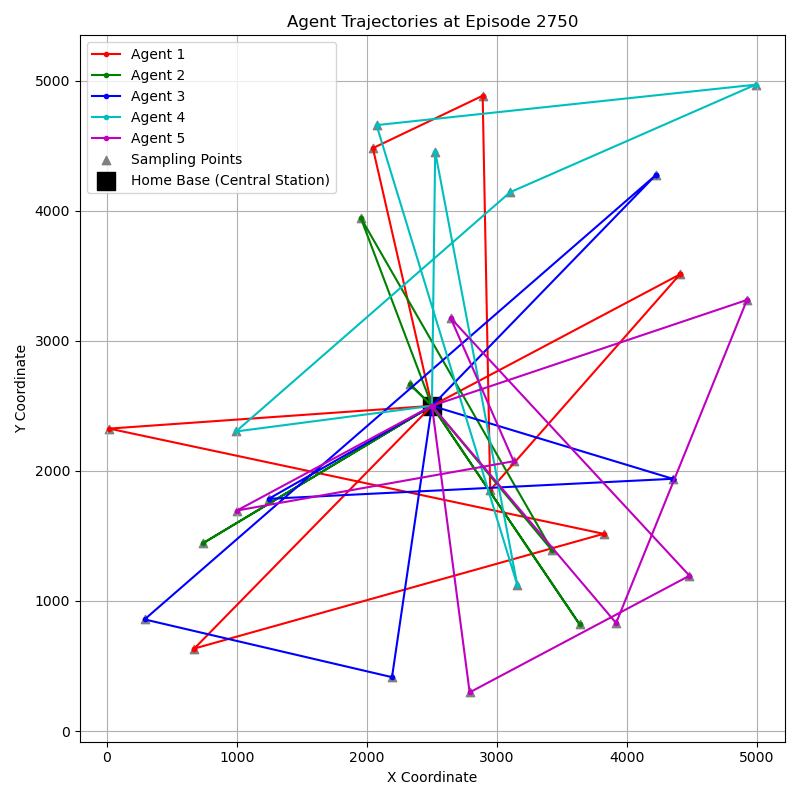 Agent Trajectories at Episode 2750
Agent 1
Agent 2
Agent 3
Agent 4
Agent 5
Sampling Points
Home Base (Central Station)
5000
4000
3000
2000
1000
0
Y Coordinate
0 1000 2000 3000 4000 5000
X Coordinate